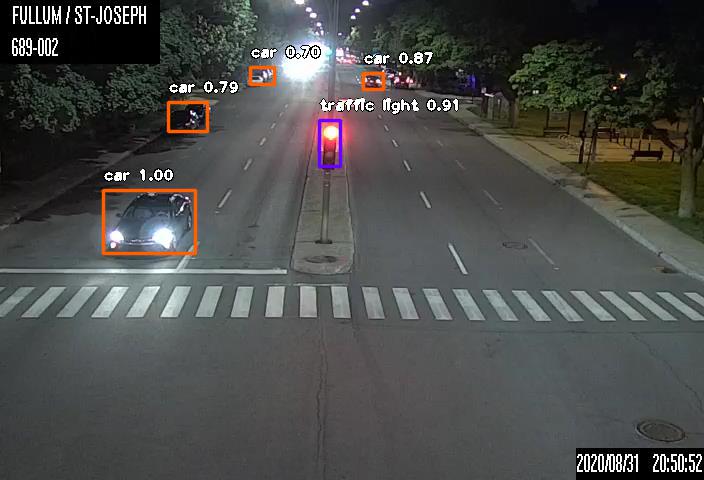 FULLUM / ST-JOSEPH
689-002
car 0.70
car 0.87
car 0.79
traffic light 0.91
car 1.00
2020/08/31 20:50:52